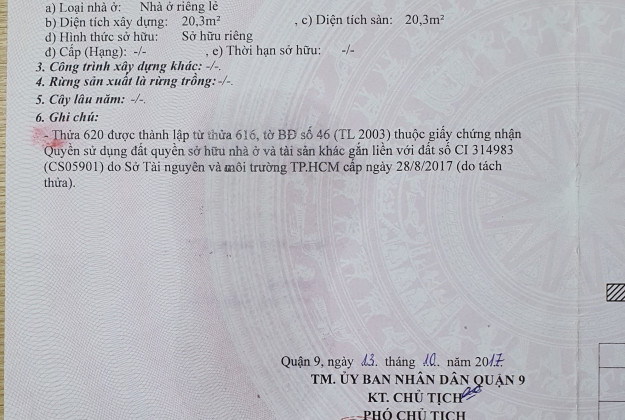 a) Loại nhà ở: Nhà ở riêng lẻ
b) Diện tích xây dựng: 20,3m² , c) Diện tích sàn: 20,3m²
d) Hình thức sở hữu: Sở hữu riêng
đ) Cấp (Hạng): -/- , e) Thời hạn sở hữu: -/-
3. Công trình xây dựng khác: -/-.
4. Rừng sản xuất là rừng trồng: -/-.
5. Cây lâu năm: -/-.
6. Ghi chú:
- Thửa 620 được thành lập từ thửa 616, tờ BĐ số 46 (TL 2003) thuộc giấy chứng nhận
Quyền sử dụng đất quyền sở hữu nhà ở và tài sản khác gắn liền với đất số CI 314983
(CS05901) do Sở Tài nguyên và môi trường TP.HCM cấp ngày 28/8/2017 (do tách
thửa).
Quận 9, ngày 13. tháng 10. năm 2017.
TM. ỦY BAN NHÂN DÂN QUẬN 9
KT. CHỦ TỊCH
PHÓ CHỦ TỊCH